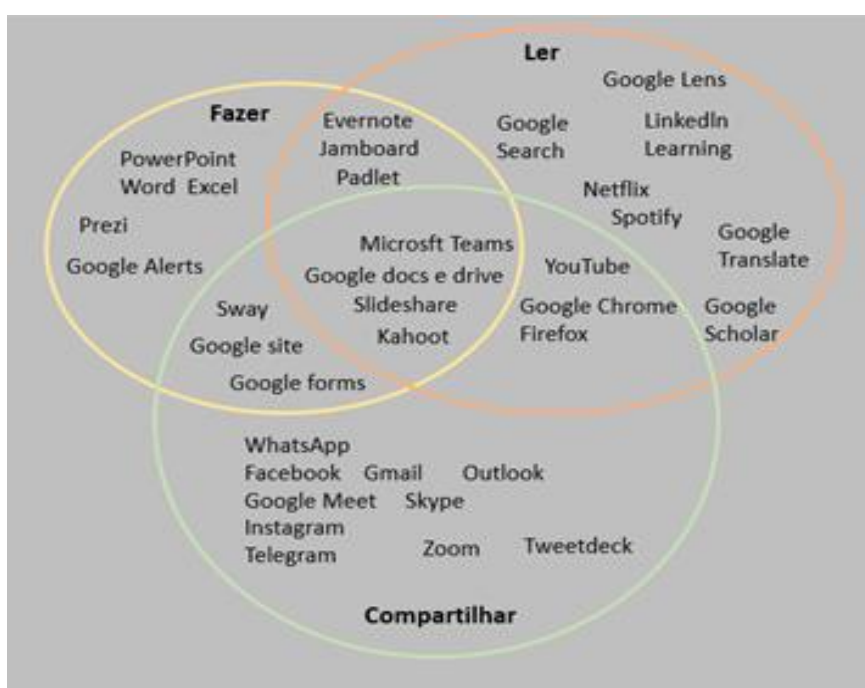 Ler
Google Lens
Fazer
Evernote
Jamboard
Padlet
Google
Search
LinkedIn
Learning
PowerPoint
Word Excel
Netflix
Spotify
Prezi
Google Alerts
Google
Translate
Microsft Teams
Google docs e drive
Slideshare
Kahoot
YouTube
Google Chrome
Firefox
Google
Scholar
Sway
Google site
Google forms
WhatsApp
Facebook Gmail Outlook
Google Meet Skype
Instagram
Telegram
Zoom Tweetdeck
Compartilhar